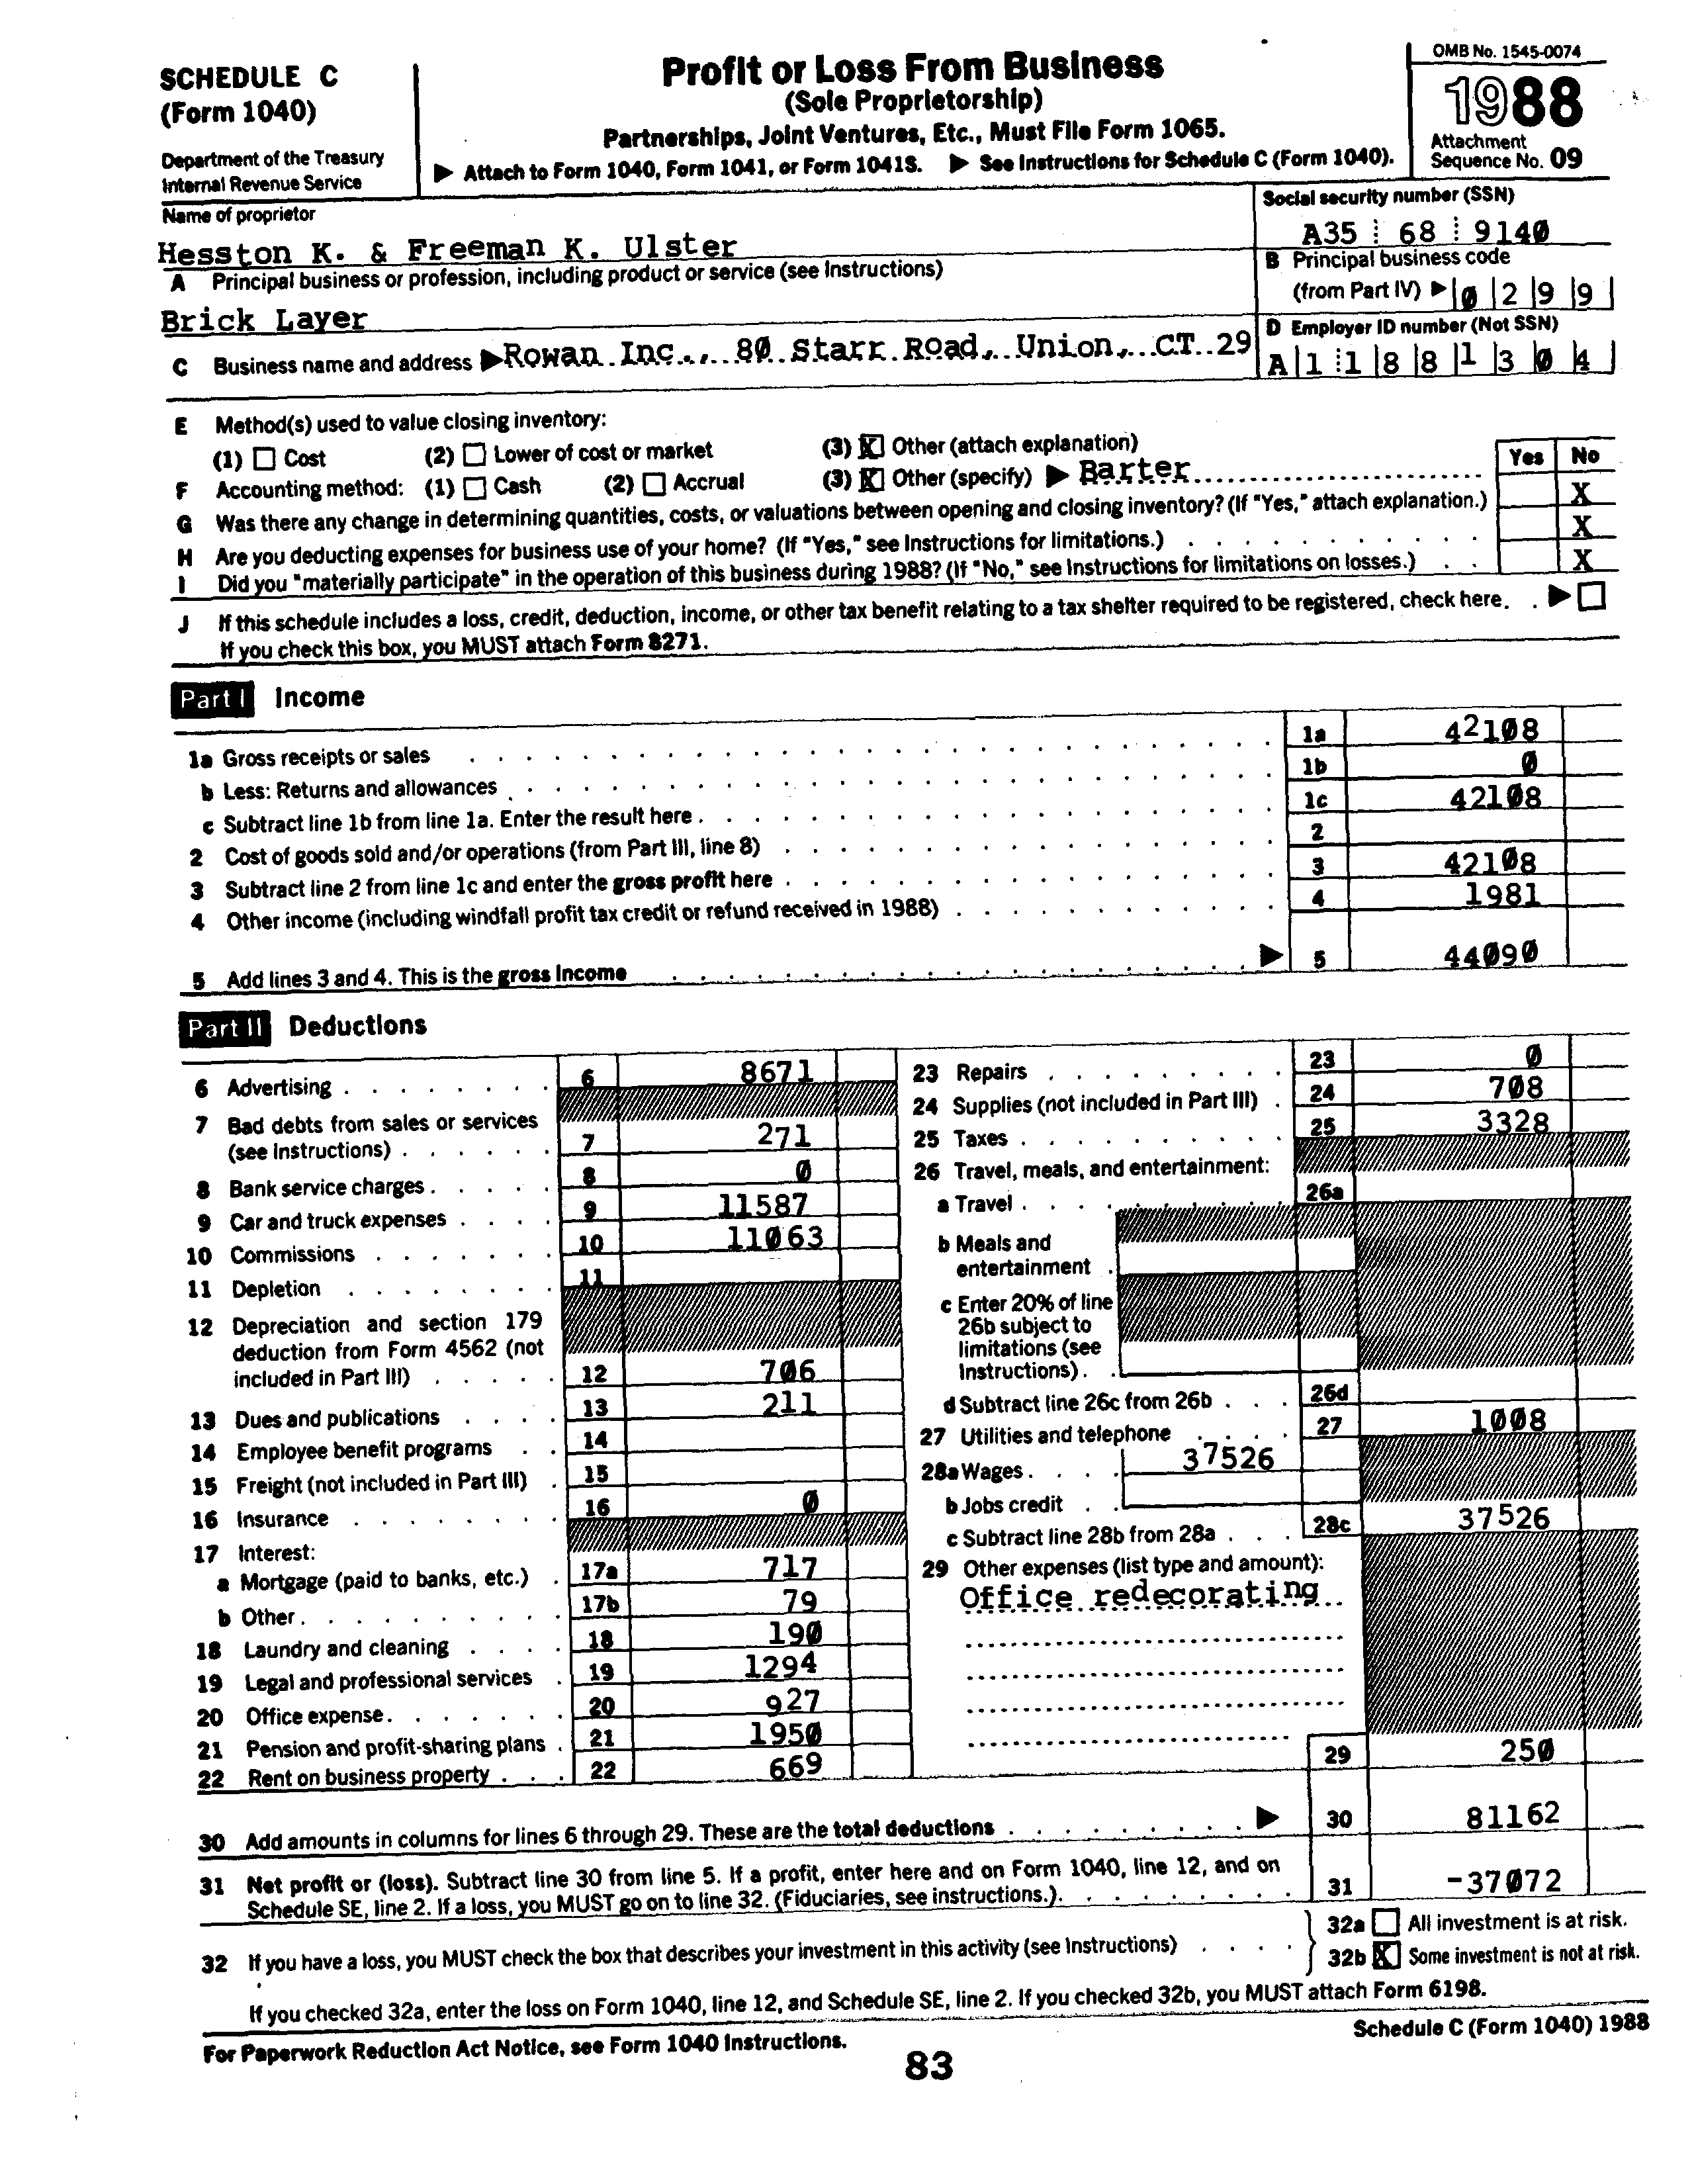 SCHEDULE C
(Form 1040)
Department of the Treasury
Internal Revenue Service
Profit or Loss From Business
(Sole Proprietorship)
Partnerships, Joint Ventures, Etc., Must File Form 1065.
▶ Attach to Form 1040, Form 1041, or Form 1041S. ▶ See Instructions for Schedule C (Form 1040).
OMB No. 1545-0074
1988
Attachment
Sequence No. 09
Name of proprietor
Hesston K. & Freeman K. Ulster
Social security number (SSN)
A35 68 9140
A Principal business or profession, including product or service (see Instructions)
Brick Layer
B Principal business code
(from Part IV) ▶ 0 2 9 9
C Business name and address ▶ Rowan Inc., 80 Starr Road, Union, CT 29
D Employer ID number (Not SSN)
A 1 1 8 8 1 3 0 4
E Method(s) used to value closing inventory:
(1) ☐ Cost (2) ☐ Lower of cost or market (3) ☒ Other (attach explanation)
F Accounting method: (1) ☐ Cash (2) ☐ Accrual (3) ☒ Other (specify) ▶ Barter
Yes No
G Was there any change in determining quantities, costs, or valuations between opening and closing inventory? (If "Yes," attach explanation.) X
H Are you deducting expenses for business use of your home? (If "Yes," see Instructions for limitations.) X
I Did you "materially participate" in the operation of this business during 1988? (If "No," see Instructions for limitations on losses.) X
J If this schedule includes a loss, credit, deduction, income, or other tax benefit relating to a tax shelter required to be registered, check here. ▶ ☐
If you check this box, you MUST attach Form 8271.
Part I Income
1a Gross receipts or sales 1a 42108
b Less: Returns and allowances 1b 0
c Subtract line 1b from line 1a. Enter the result here 1c 42108
2 Cost of goods sold and/or operations (from Part III, line 8) 2
3 Subtract line 2 from line 1c and enter the gross profit here 3 42108
4 Other income (including windfall profit tax credit or refund received in 1988) 4 1981
5 Add lines 3 and 4. This is the gross income ▶ 5 44090
Part II Deductions
6 Advertising 6 8671
7 Bad debts from sales or services
(see Instructions) 7 271
8 Bank service charges 8 0
9 Car and truck expenses 9 11587
10 Commissions 10 11063
11 Depletion 11
12 Depreciation and section 179
deduction from Form 4562 (not
included in Part III) 12 706
13 Dues and publications 13 211
14 Employee benefit programs 14
15 Freight (not included in Part III) 15
16 Insurance 16 0
17 Interest:
a Mortgage (paid to banks, etc.) 17a 717
b Other 17b 79
18 Laundry and cleaning 18 190
19 Legal and professional services 19 1294
20 Office expense 20 927
21 Pension and profit-sharing plans 21 1950
22 Rent on business property 22 669
23 Repairs 23 0
24 Supplies (not included in Part III) 24 708
25 Taxes 25 3328
26 Travel, meals, and entertainment:
a Travel 26a
b Meals and
entertainment
c Enter 20% of line
26b subject to
limitations (see
Instructions)
d Subtract line 26c from 26b 26d
27 Utilities and telephone 27 1008
28a Wages 37526
b Jobs credit
c Subtract line 28b from 28a 28c 37526
29 Other expenses (list type and amount):
Office redecorating
29 250
30 Add amounts in columns for lines 6 through 29. These are the total deductions ▶ 30 81162
31 Net profit or (loss). Subtract line 30 from line 5. If a profit, enter here and on Form 1040, line 12, and on
Schedule SE, line 2. If a loss, you MUST go on to line 32. (Fiduciaries, see instructions.) 31 -37072
32a ☐ All investment is at risk.
32 If you have a loss, you MUST check the box that describes your investment in this activity (see Instructions)
32b ☒ Some investment is not at risk.
If you checked 32a, enter the loss on Form 1040, line 12, and Schedule SE, line 2. If you checked 32b, you MUST attach Form 6198.
For Paperwork Reduction Act Notice, see Form 1040 Instructions.
Schedule C (Form 1040) 1988
83